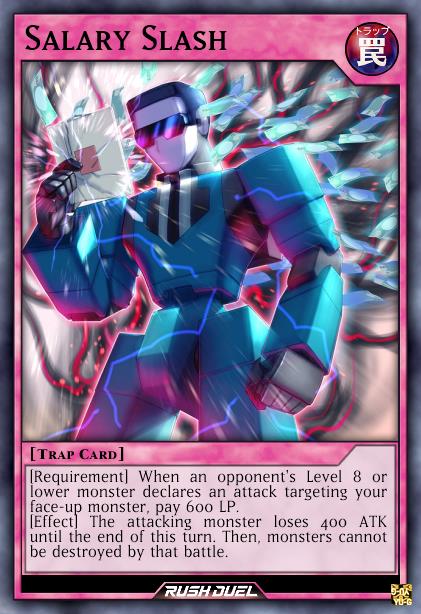 Salary Slash
トラップ
罠
[Trap Card]
[Requirement] When an opponent's Level 8 or
lower monster declares an attack targeting your
face-up monster, pay 600 LP.
[Effect] The attacking monster loses 400 ATK
until the end of this turn. Then, monsters cannot
be destroyed by that battle.
RUSH DUEL